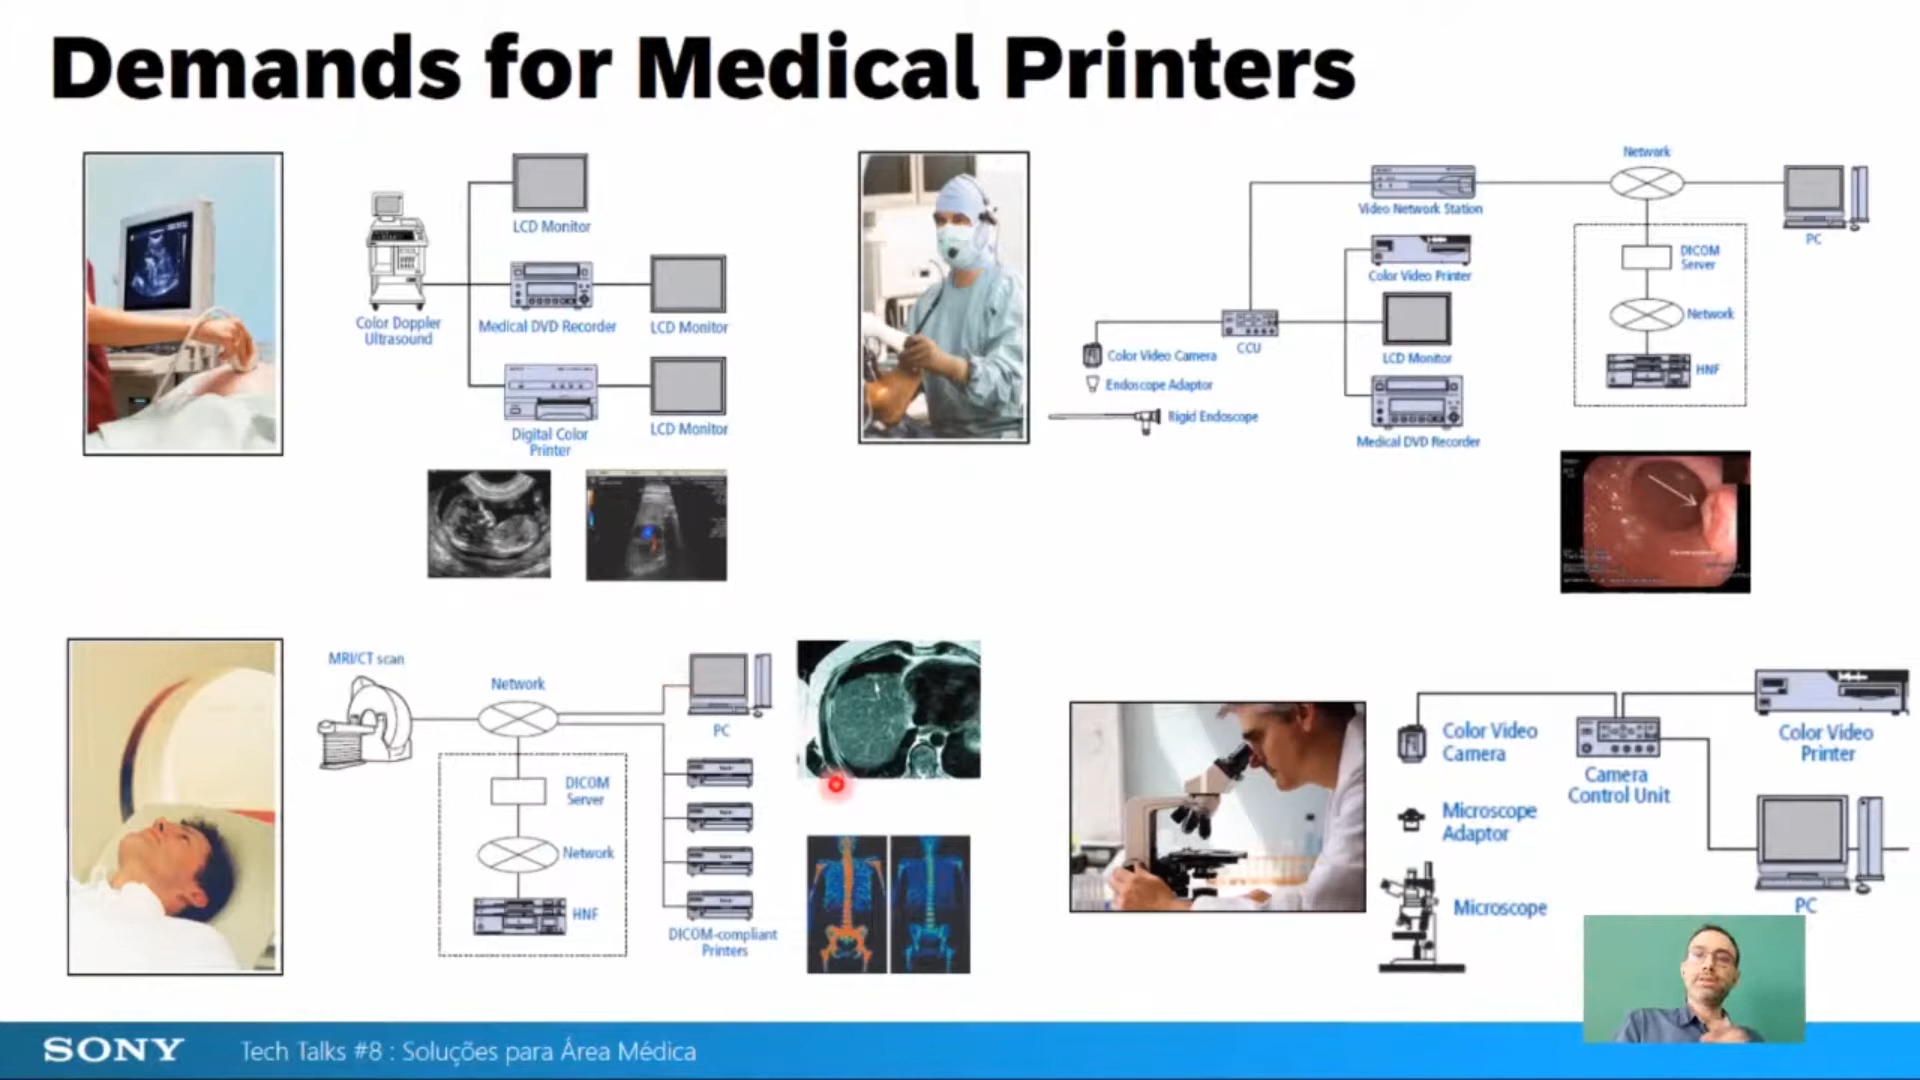 Demands for Medical Printers
LCD Monitor
Color Doppler
Ultrasound
Medical DVD Recorder
LCD Monitor
Digital Color
Printer
LCD Monitor
Network
Video Network Station
PC
Color Video Printer
DICOM
Server
Network
LCD Monitor
CCU
Color Video Camera
Endoscope Adaptor
Rigid Endoscope
HNF
Medical DVD Recorder
MRI/CT scan
Network
PC
DICOM
Server
Network
HNF
DICOM-compliant
Printers
Color Video
Camera
Camera
Control Unit
Color Video
Printer
Microscope
Adaptor
Microscope
PC
SONY
Tech Talks #8 : Soluções para Área Médica